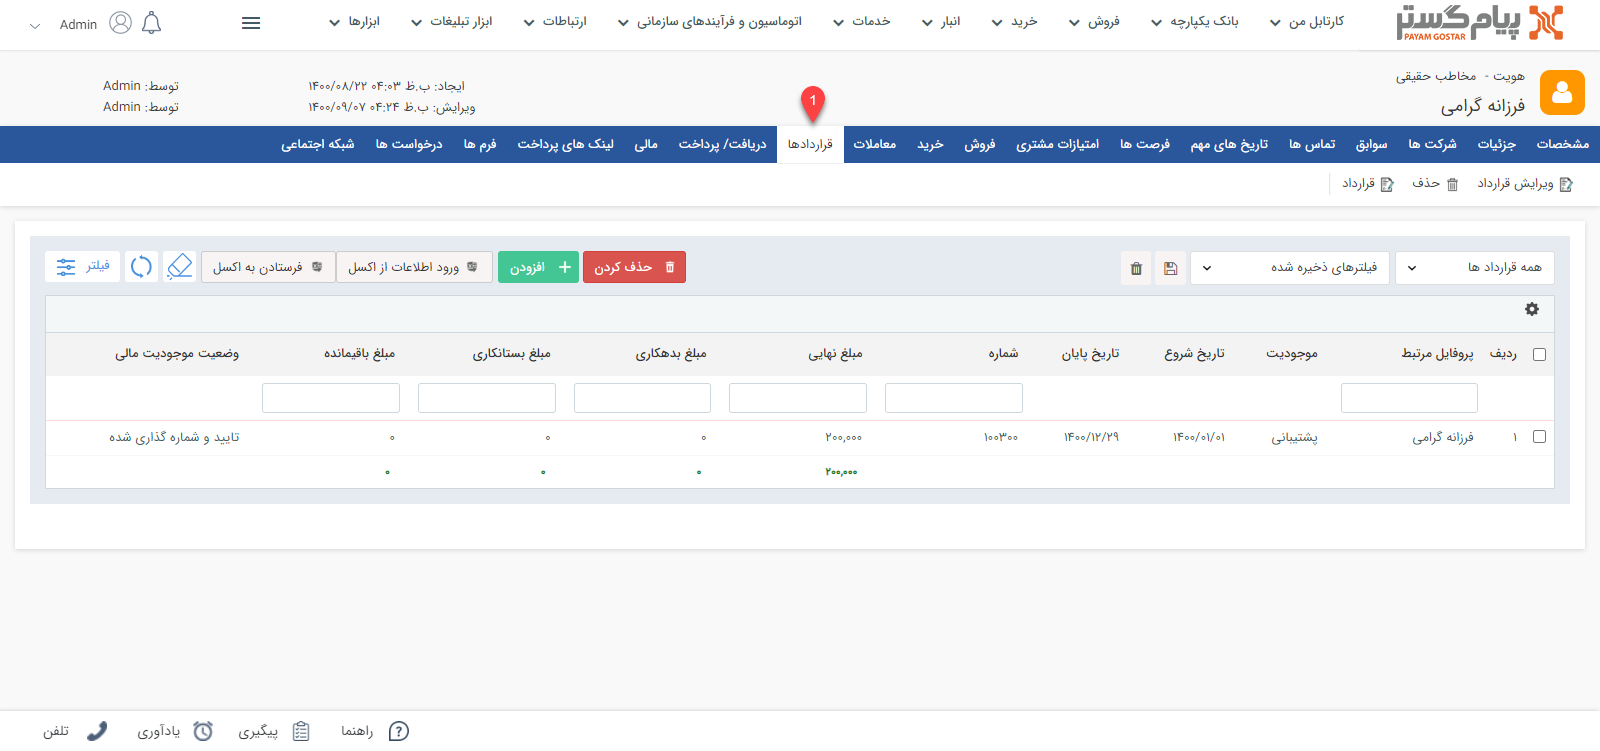 پیام گستر
PAYAM GOSTAR
کارتابل من
بانک یکپارچه
فروش
خرید
انبار
خدمات
اتوماسیون و فرآیندهای سازمانی
ارتباطات
ابزار تبلیغات
ابزارها
Admin
هویت - مخاطب حقیقی
فرزانه گرامی
ایجاد: ب.ظ ۰۴:۰۳ ۱۴۰۰/۰۸/۲۲
توسط: Admin
ویرایش: ب.ظ ۰۴:۲۴ ۱۴۰۰/۰۹/۰۷
توسط: Admin
1
مشخصات
جزئیات
شرکت ها
سوابق
تماس ها
تاریخ های مهم
فرصت ها
امتیازات مشتری
فروش
خرید
معاملات
قراردادها
دریافت/ پرداخت
مالی
لینک های پرداخت
فرم ها
درخواست ها
شبکه اجتماعی
ویرایش قرارداد
حذف
قرارداد
همه قرارداد ها
فیلترهای ذخیره شده
حذف کردن
افزودن
ورود اطلاعات از اکسل
فرستادن به اکسل
فیلتر
ردیف پروفایل مرتبط موجودیت تاریخ شروع تاریخ پایان شماره مبلغ نهایی مبلغ بدهکاری مبلغ بستانکاری مبلغ باقیمانده وضعیت موجودیت مالی
۱ فرزانه گرامی پشتیبانی ۱۴۰۰/۰۱/۰۱ ۱۴۰۰/۱۲/۲۹ ۱۰۰۳۰۰ ۲۰۰,۰۰۰ ۰ ۰ ۰ تایید و شماره گذاری شده
۲۰۰,۰۰۰ ۰ ۰ ۰
راهنما
پیگیری
یادآوری
تلفن